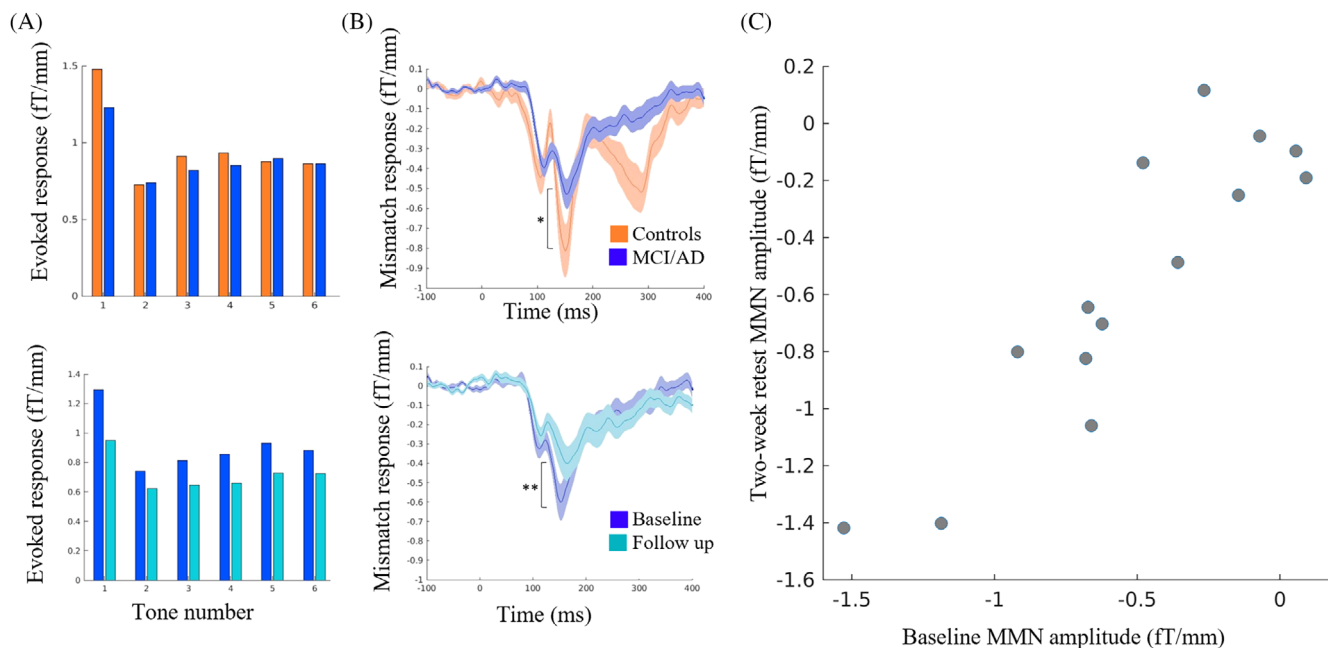 (A)
Evoked response (fT/mm)
1.5
1
0.5
0
1 2 3 4 5 6
Evoked response (fT/mm)
1.4
1.2
1
0.8
0.6
0.4
0.2
0
1 2 3 4 5 6
Tone number
(B)
Mismatch response (fT/mm)
0.1
0
-0.1
-0.2
-0.3
-0.4
-0.5
-0.6
-0.7
-0.8
-0.9
-1
*
Controls
MCI/AD
-100 0 100 200 300 400
Time (ms)
Mismatch response (fT/mm)
0.1
0
-0.1
-0.2
-0.3
-0.4
-0.5
-0.6
-0.7
-0.8
-0.9
-1
**
Baseline
Follow up
-100 0 100 200 300 400
Time (ms)
(C)
Two-week retest MMN amplitude (fT/mm)
0.2
0
-0.2
-0.4
-0.6
-0.8
-1
-1.2
-1.4
-1.6
-1.5 -1 -0.5 0
Baseline MMN amplitude (fT/mm)